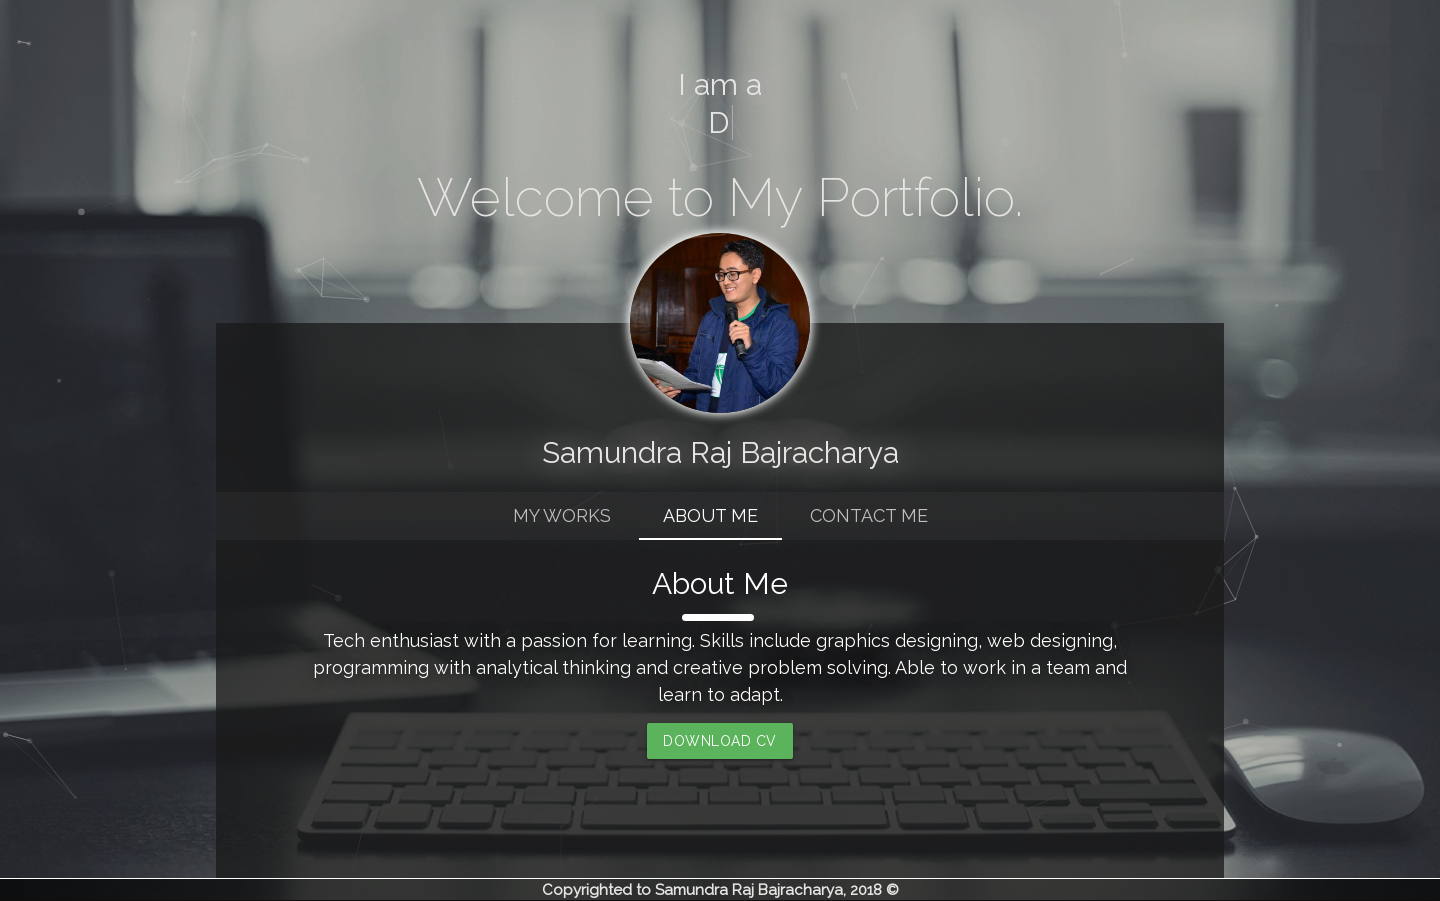 I am a
D
Welcome to My Portfolio.
Samundra Raj Bajracharya
MY WORKS
ABOUT ME
CONTACT ME
About Me
Tech enthusiast with a passion for learning. Skills include graphics designing, web designing,
programming with analytical thinking and creative problem solving. Able to work in a team and
learn to adapt.
DOWNLOAD CV
Copyrighted to Samundra Raj Bajracharya, 2018 ©